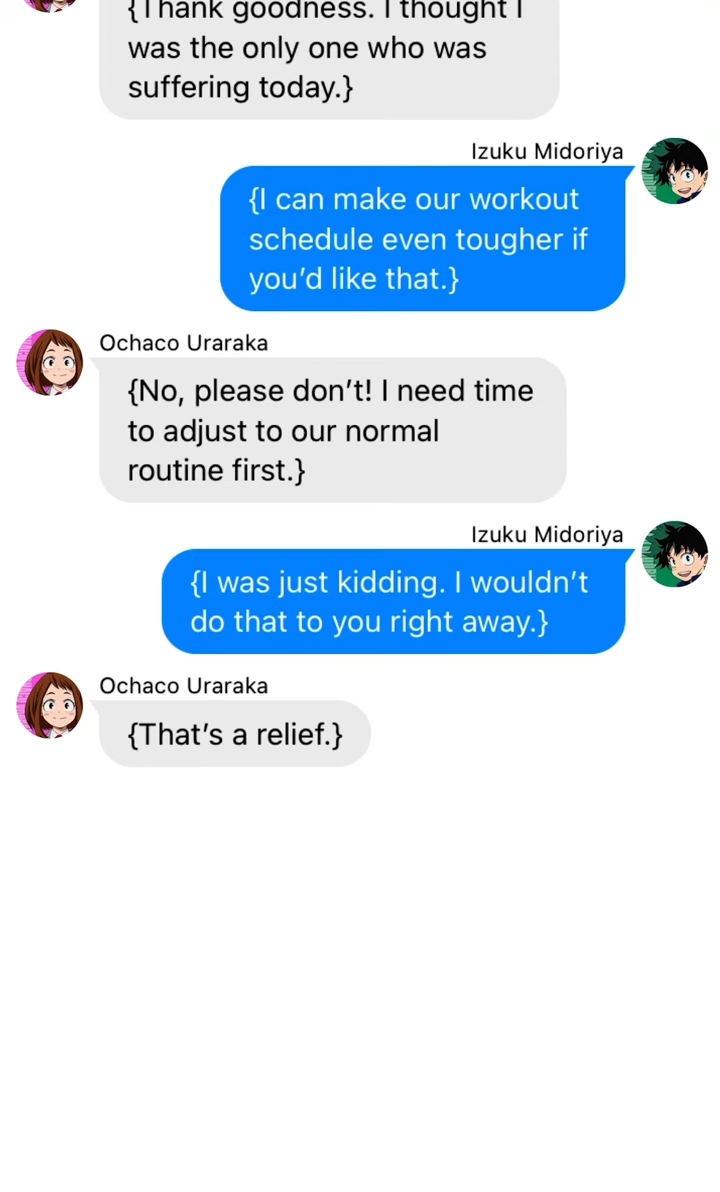 {Thank goodness. I thought I
was the only one who was
suffering today.}
Izuku Midoriya
{I can make our workout
schedule even tougher if
you’d like that.}
Ochaco Uraraka
{No, please don’t! I need time
to adjust to our normal
routine first.}
Izuku Midoriya
{I was just kidding. I wouldn’t
do that to you right away.}
Ochaco Uraraka
{That’s a relief.}